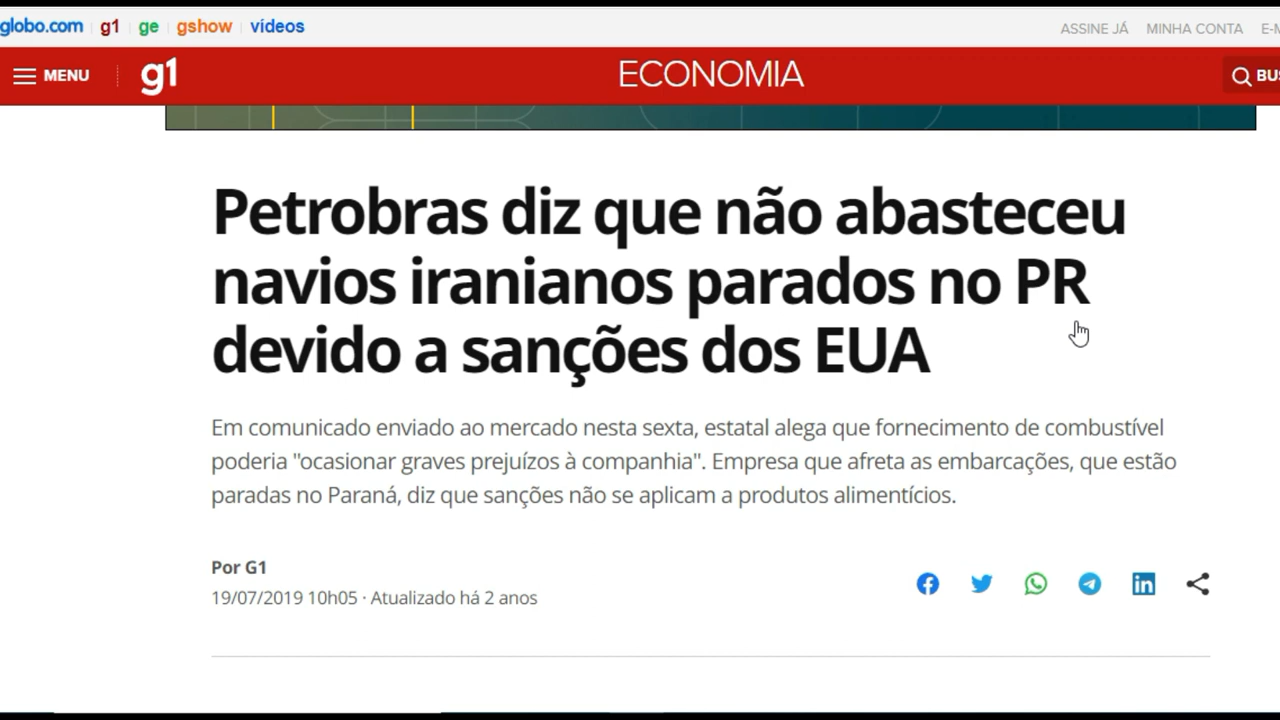 globo.com g1 ge gshow vídeos
ASSINE JÁ MINHA CONTA
MENU g1 ECONOMIA
Petrobras diz que não abasteceu
navios iranianos parados no PR
devido a sanções dos EUA
Em comunicado enviado ao mercado nesta sexta, estatal alega que fornecimento de combustível
poderia "ocasionar graves prejuízos à companhia". Empresa que afreta as embarcações, que estão
paradas no Paraná, diz que sanções não se aplicam a produtos alimentícios.
Por G1
19/07/2019 10h05 · Atualizado há 2 anos